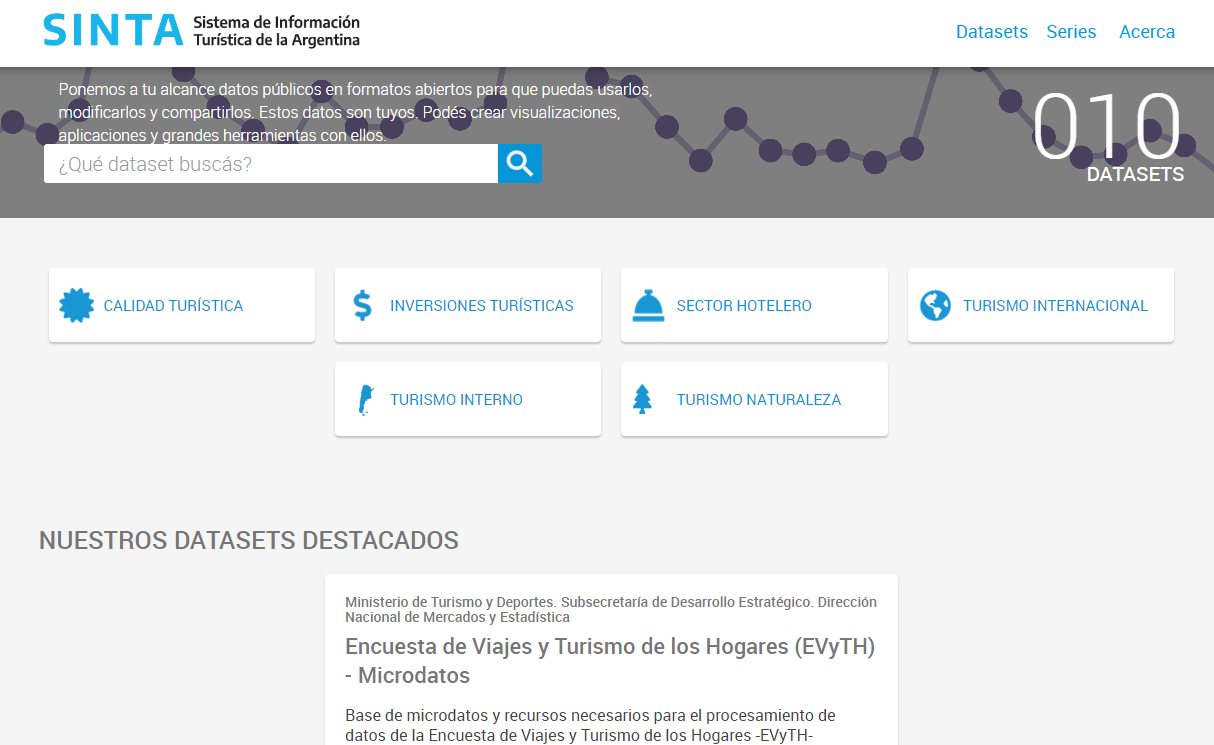 SINTA Sistema de Información
Turística de la Argentina
Datasets Series Acerca
Ponemos a tu alcance datos públicos en formatos abiertos para que puedas usarlos,
modificarlos y compartirlos. Estos datos son tuyos. Podés crear visualizaciones,
aplicaciones y grandes herramientas con ellos.
¿Qué dataset buscás?
010
DATASETS
CALIDAD TURÍSTICA
INVERSIONES TURÍSTICAS
SECTOR HOTELERO
TURISMO INTERNACIONAL
TURISMO INTERNO
TURISMO NATURALEZA
NUESTROS DATASETS DESTACADOS
Ministerio de Turismo y Deportes. Subsecretaría de Desarrollo Estratégico. Dirección
Nacional de Mercados y Estadística
Encuesta de Viajes y Turismo de los Hogares (EVyTH)
- Microdatos
Base de microdatos y recursos necesarios para el procesamiento de
datos de la Encuesta de Viajes y Turismo de los Hogares -EVyTH-